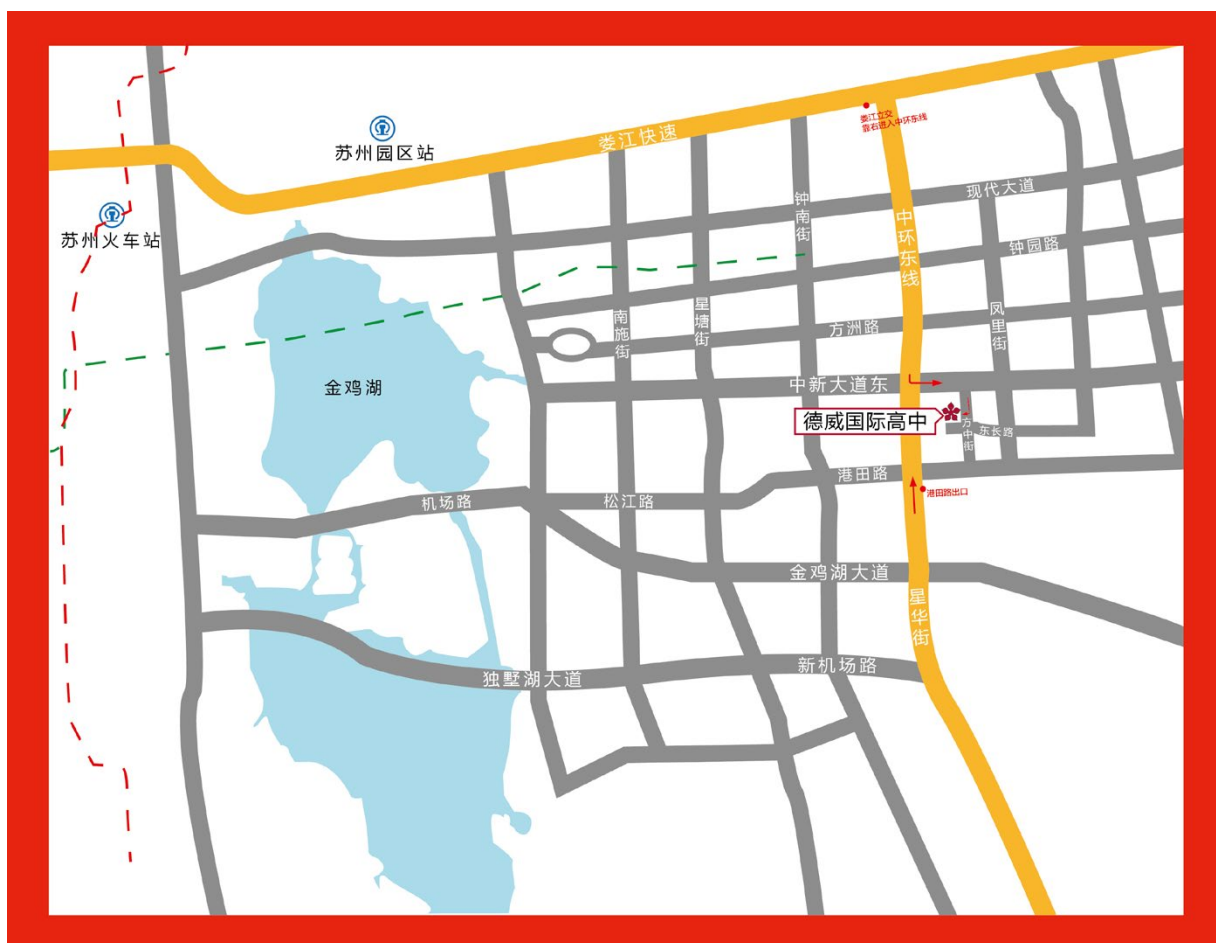 娄江立交
靠右进入中环东线
苏州园区站
娄江快速
现代大道
钟南街
苏州火车站
中环东线
钟园路
南施街
星塘街
凤里街
方洲路
金鸡湖
中新大道东
德威国际高中
方中街
东长路
港田路
机场路
松江路
港田路出口
金鸡湖大道
星华街
独墅湖大道
新机场路